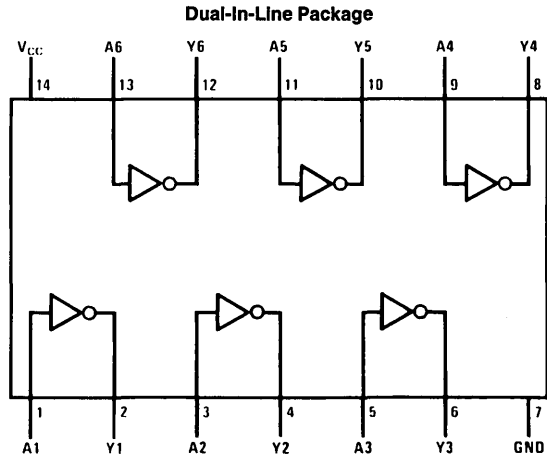 Dual-In-Line Package
VCC A6 Y6 A5 Y5 A4 Y4
14 13 12 11 10 9 8
1 2 3 4 5 6 7
A1 Y1 A2 Y2 A3 Y3 GND